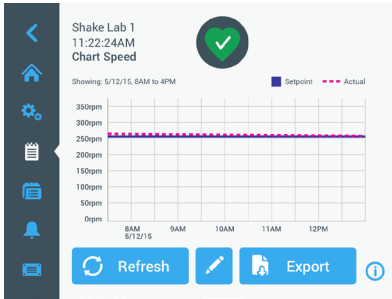 Shake Lab 1
11:22:24AM
Chart Speed
Showing: 5/12/15, 8AM to 4PM
Setpoint Actual
350rpm
300rpm
250rpm
200rpm
150rpm
100rpm
50rpm
0rpm
8AM 9AM 10AM 11AM 12PM
5/12/15
Refresh Export